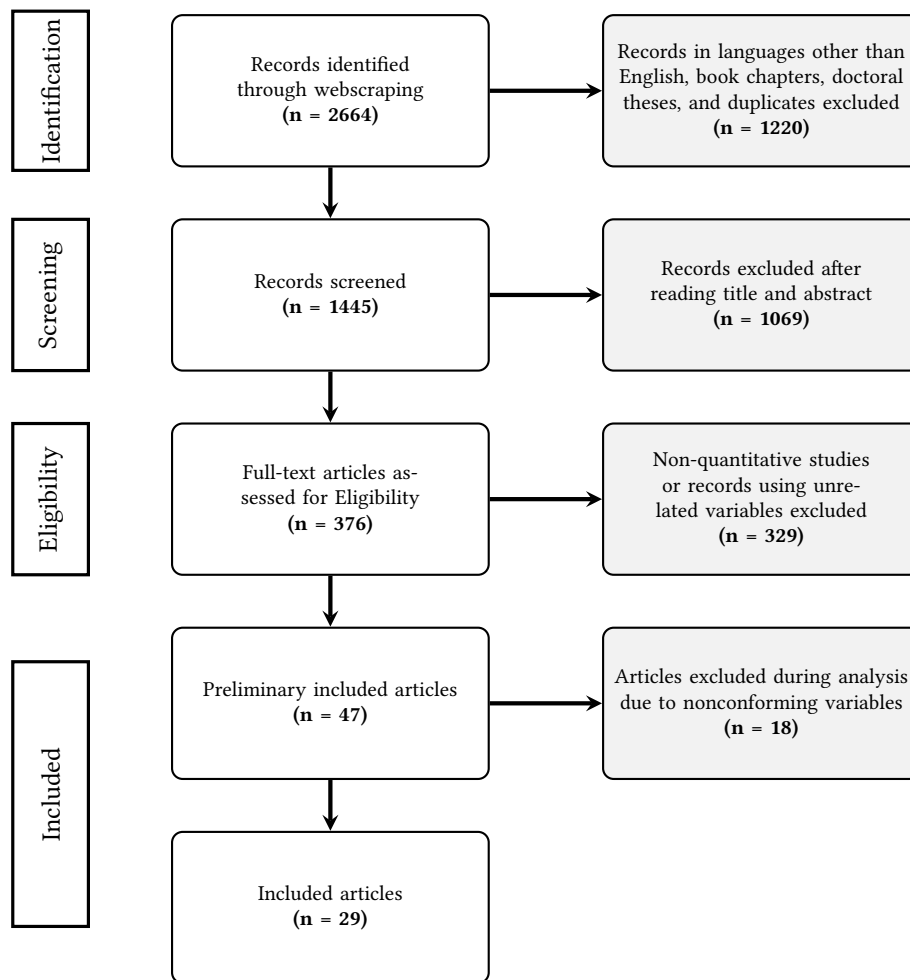 Identification
Records identified
through webscraping
(n = 2664)
Records in languages other than
English, book chapters, doctoral
theses, and duplicates excluded
(n = 1220)
Screening
Records screened
(n = 1445)
Records excluded after
reading title and abstract
(n = 1069)
Eligibility
Full-text articles as-
sessed for Eligibility
(n = 376)
Non-quantitative studies
or records using unre-
lated variables excluded
(n = 329)
Included
Preliminary included articles
(n = 47)
Articles excluded during analysis
due to nonconforming variables
(n = 18)
Included articles
(n = 29)